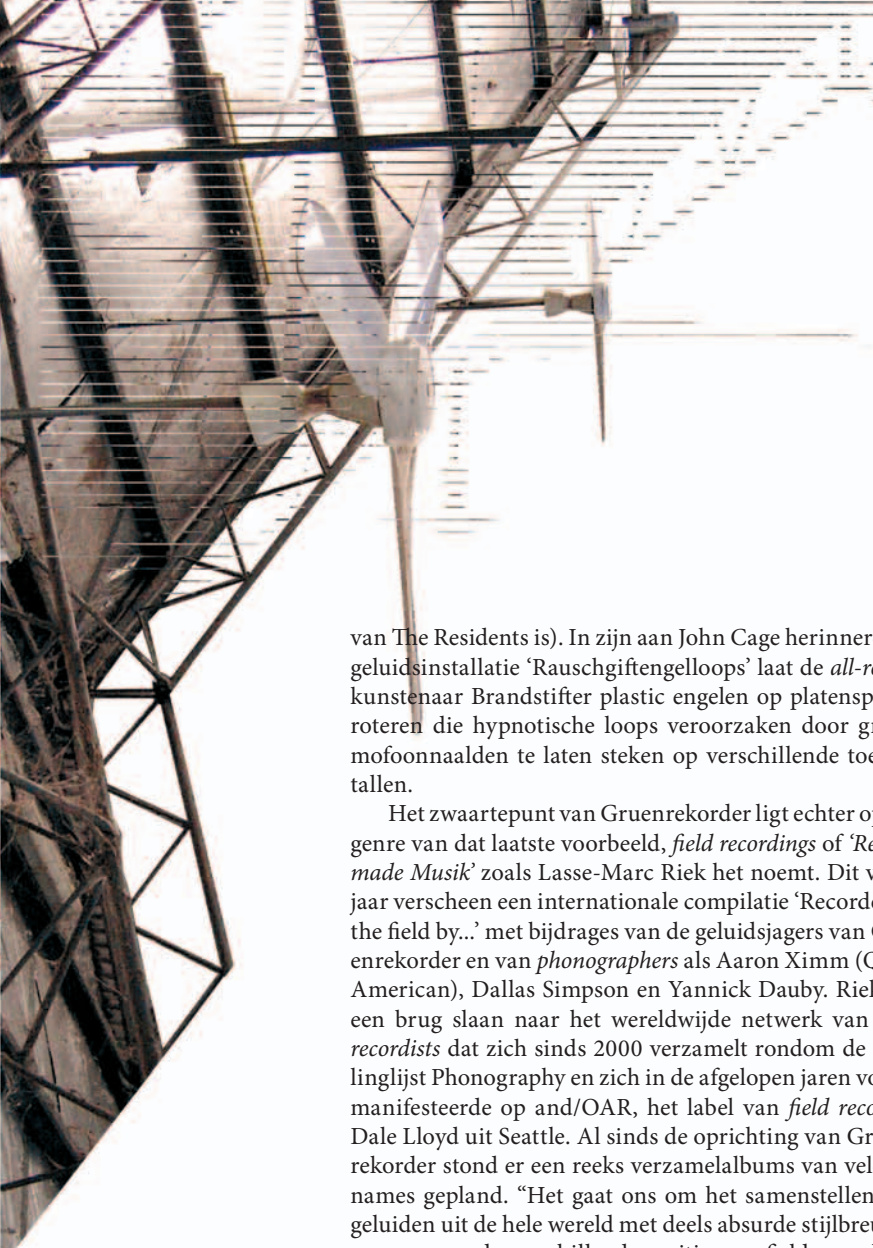 van The Residents is). In zijn aan John Cage herinner
geluidsinstallatie ‘Rauschgiftengelloops’ laat de all-r
kunstenaar Brandstifter plastic engelen op platensp
roteren die hypnotische loops veroorzaken door gr
mofoonnaalden te laten steken op verschillende toe
tallen.
Het zwaartepunt van Gruenrekorder ligt echter op
genre van dat laatste voorbeeld, field recordings of ‘Re
made Musik’ zoals Lasse-Marc Riek het noemt. Dit v
jaar verscheen een internationale compilatie ‘Recorde
the field by...’ met bijdrages van de geluidsjagers van
enrekorder en van phonographers als Aaron Ximm (Q
American), Dallas Simpson en Yannick Dauby. Riek
een brug slaan naar het wereldwijde netwerk van
recordists dat zich sinds 2000 verzamelt rondom de
linglijst Phonography en zich in de afgelopen jaren vo
manifesteerde op and/OAR, het label van field reco
Dale Lloyd uit Seattle. Al sinds de oprichting van Gr
rekorder stond er een reeks verzamelalbums van vel
names gepland. “Het gaat ons om het samenstellen
geluiden uit de hele wereld met deels absurde stijlbreu